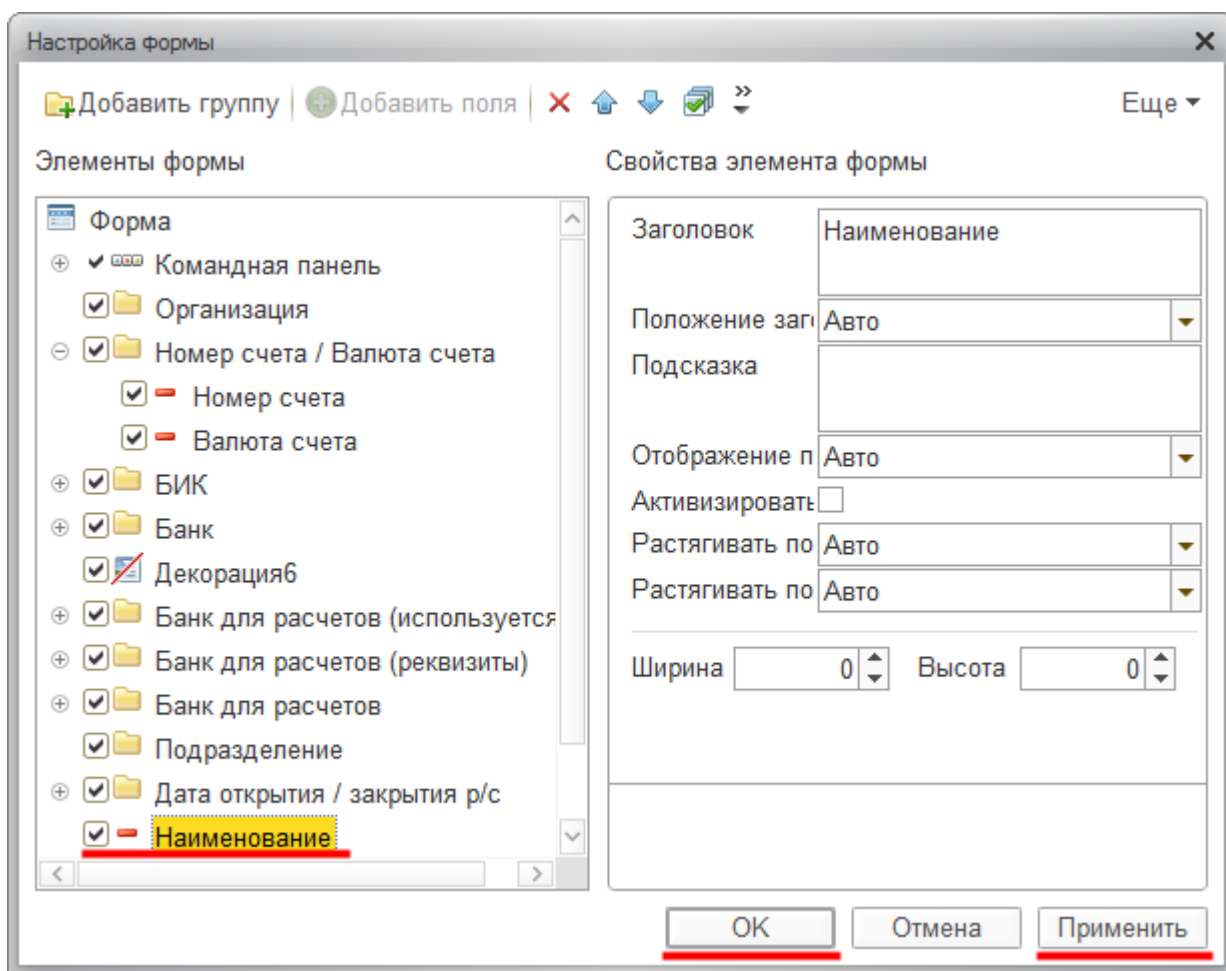 Настройка формы
Добавить группу Добавить поля Еще
Элементы формы Свойства элемента формы
Форма
Командная панель
Организация
Номер счета / Валюта счета
Номер счета
Валюта счета
БИК
Банк
Декорация6
Банк для расчетов (используется
Банк для расчетов (реквизиты)
Банк для расчетов
Подразделение
Дата открытия / закрытия р/с
Наименование
Заголовок Наименование
Положение заго Авто
Подсказка
Отображение п Авто
Активизировать
Растягивать по Авто
Растягивать по Авто
Ширина 0 Высота 0
OK Отмена Применить